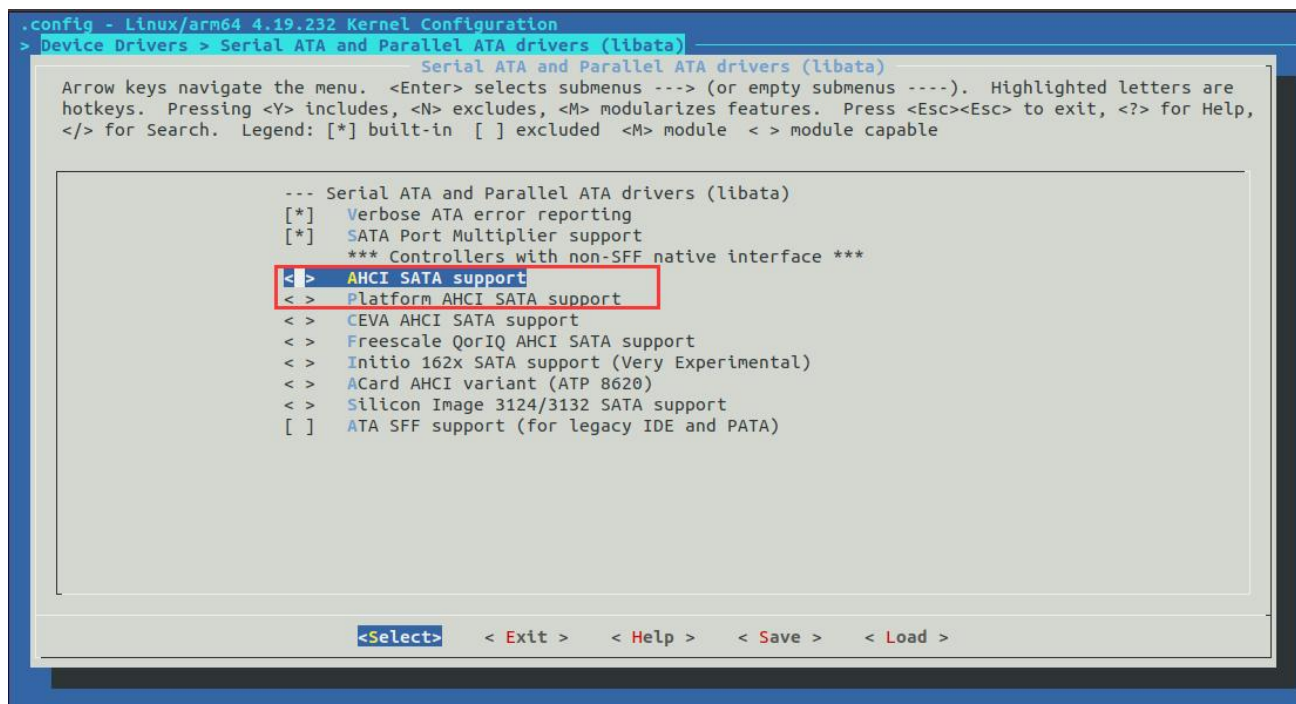 .config - Linux/arm64 4.19.232 Kernel Configuration
> Device Drivers > Serial ATA and Parallel ATA drivers (libata)
Serial ATA and Parallel ATA drivers (libata)
Arrow keys navigate the menu. <Enter> selects submenus ---> (or empty submenus ----). Highlighted letters are
hotkeys. Pressing <Y> includes, <N> excludes, <M> modularizes features. Press <Esc><Esc> to exit, <?> for Help,
</> for Search. Legend: [*] built-in [ ] excluded <M> module < > module capable
--- Serial ATA and Parallel ATA drivers (libata)
[*] Verbose ATA error reporting
[*] SATA Port Multiplier support
*** Controllers with non-SFF native interface ***
< > AHCI SATA support
< > Platform AHCI SATA support
< > CEVA AHCI SATA support
< > Freescale QorIQ AHCI SATA support
< > Initio 162x SATA support (Very Experimental)
< > ACard AHCI variant (ATP 8620)
< > Silicon Image 3124/3132 SATA support
[ ] ATA SFF support (for legacy IDE and PATA)
<Select> < Exit > < Help > < Save > < Load >